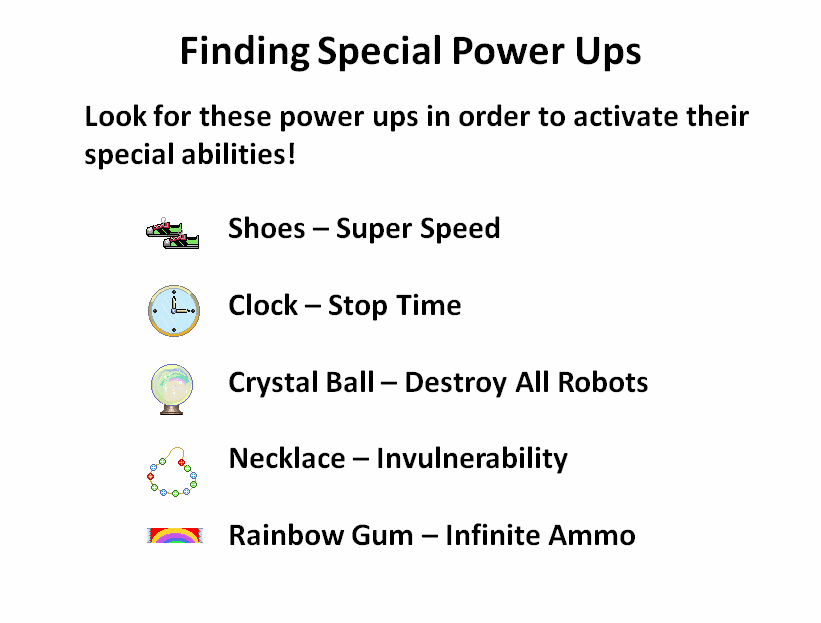 Finding Special Power Ups
Look for these power ups in order to activate their
special abilities!
Shoes – Super Speed
Clock – Stop Time
Crystal Ball – Destroy All Robots
Necklace – Invulnerability
Rainbow Gum – Infinite Ammo